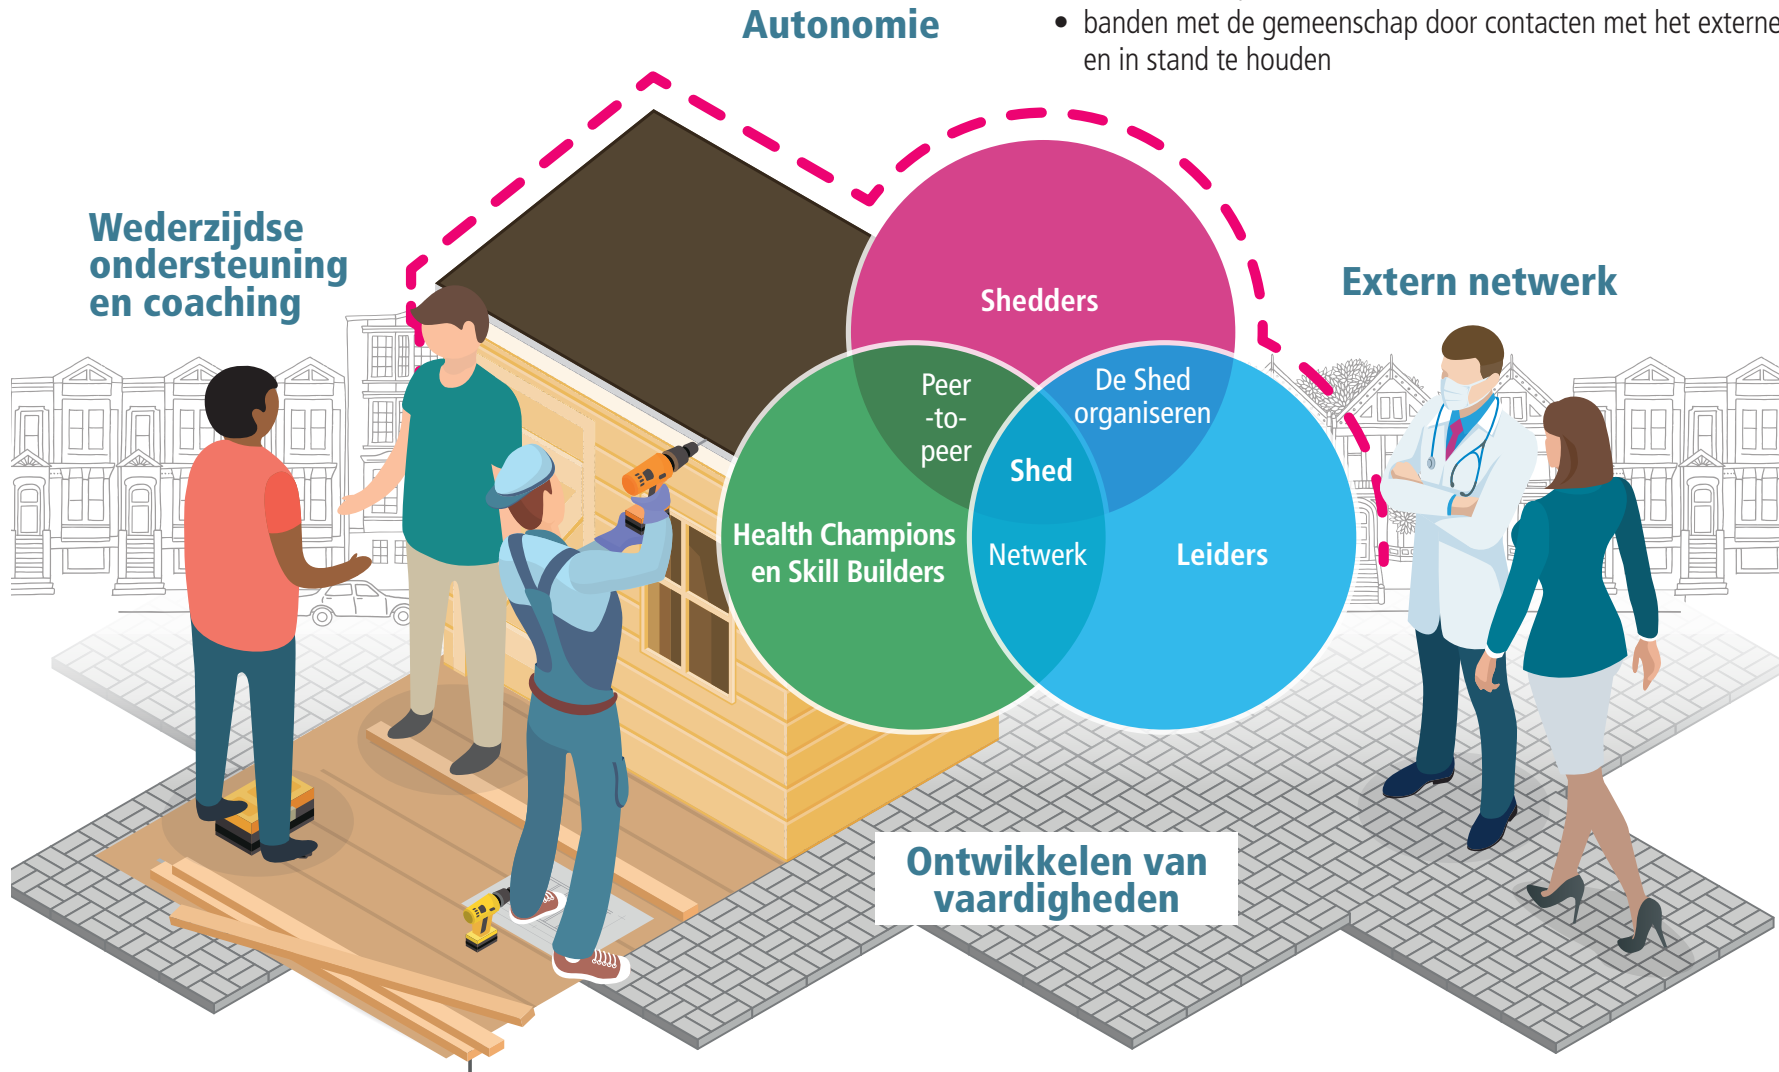 Autonomie
• banden met de gemeenschap door contacten met het externe
en in stand te houden
Wederzijdse
ondersteuning
en coaching
Extern netwerk
Shedders
Peer
-to-
peer
De Shed
organiseren
Shed
Health Champions
en Skill Builders
Netwerk
Leiders
Ontwikkelen van
vaardigheden